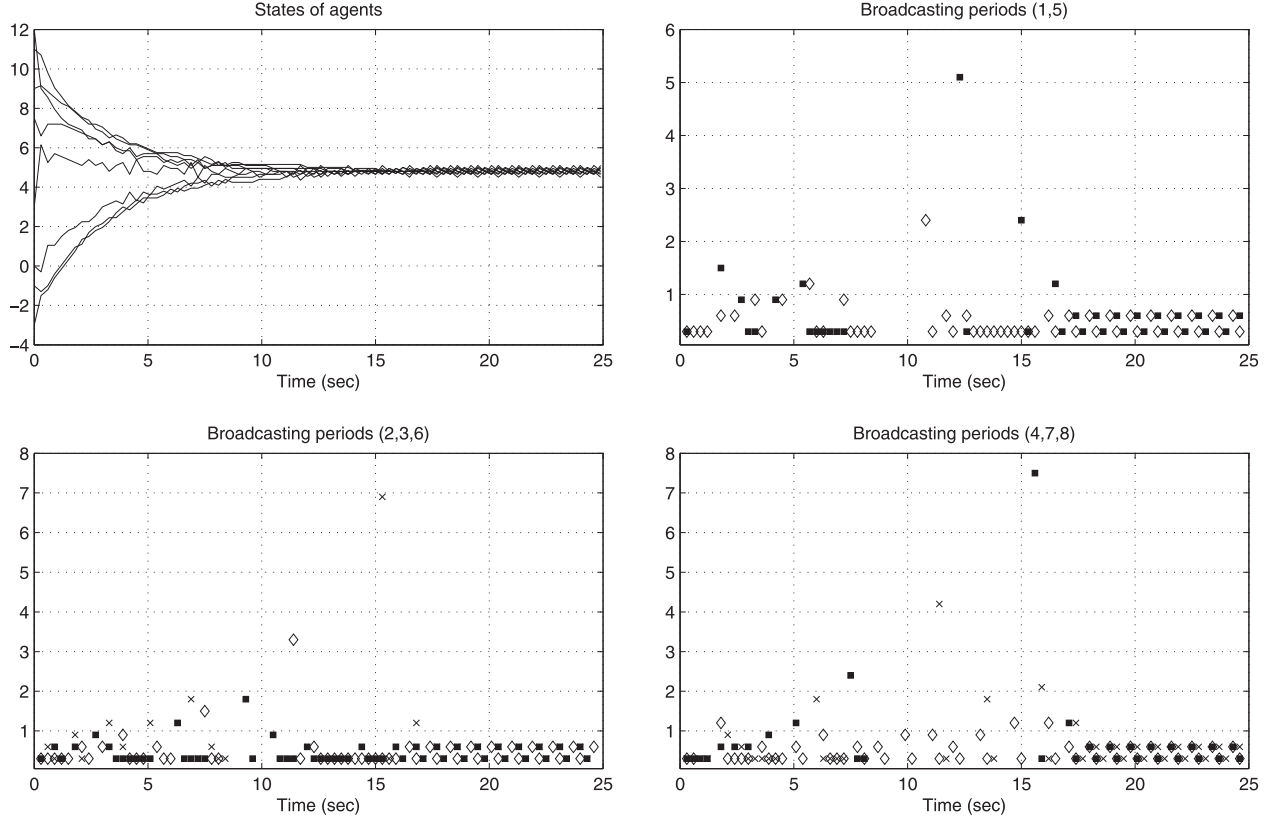 States of agents
12
10
8
6
4
2
0
−2
−4
0 5 10 15 20 25
Time (sec)
Broadcasting periods (1,5)
6
5
4
3
2
1
0 5 10 15 20 25
Time (sec)
Broadcasting periods (2,3,6)
8
7
6
5
4
3
2
1
0 5 10 15 20 25
Time (sec)
Broadcasting periods (4,7,8)
8
7
6
5
4
3
2
1
0 5 10 15 20 25
Time (sec)